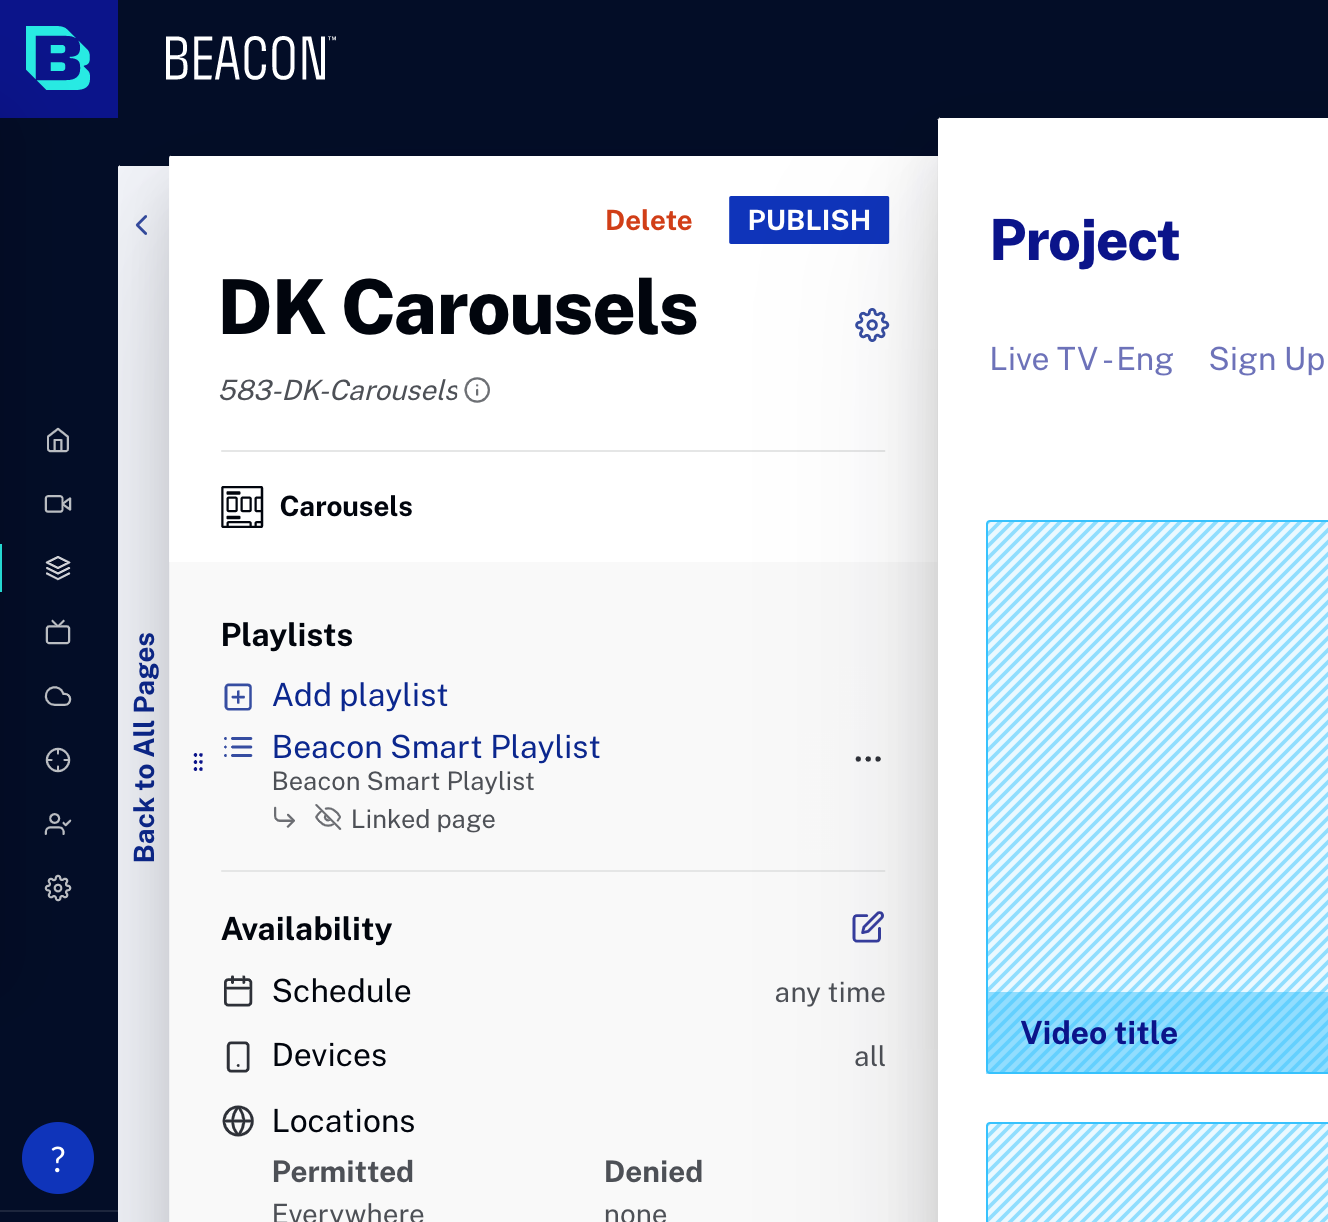 BEACON™
Delete
PUBLISH
DK Carousels
583-DK-Carousels
Carousels
Playlists
Add playlist
Beacon Smart Playlist
Beacon Smart Playlist
Linked page
Availability
Schedule
any time
Devices
all
Locations
Permitted
Denied
Everywhere
none
Back to All Pages
?
Project
Live TV - Eng
Sign Up
Video title